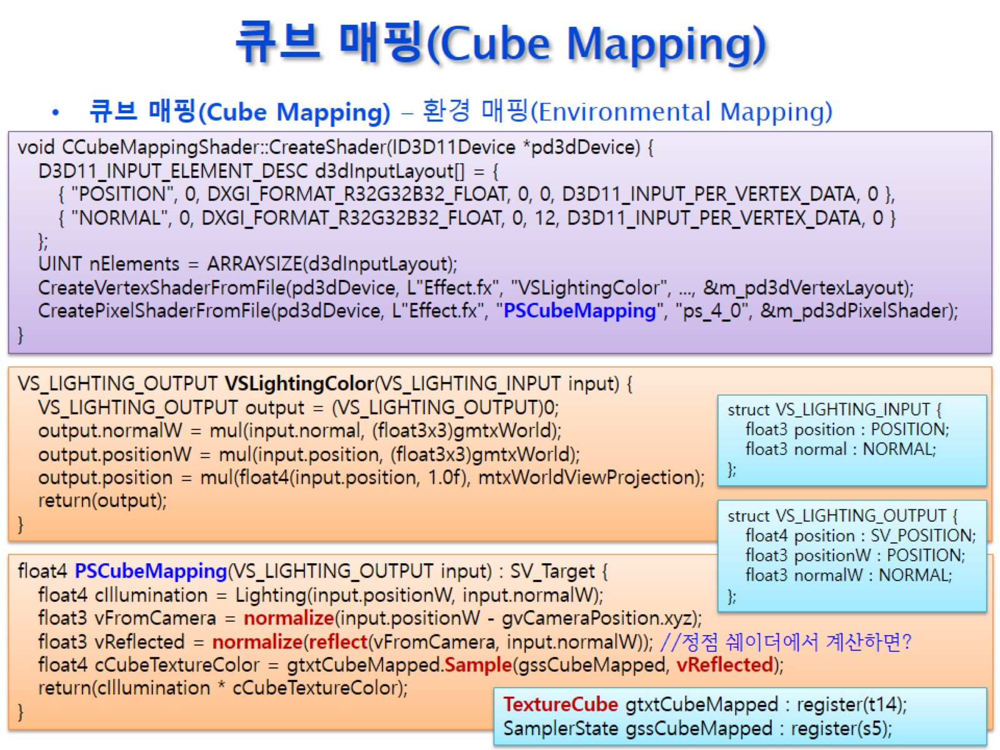 큐브 매핑(Cube Mapping)
• 큐브 매핑(Cube Mapping) – 환경 매핑(Environmental Mapping)
void CCubeMappingShader::CreateShader(ID3D11Device *pd3dDevice) {
D3D11_INPUT_ELEMENT_DESC d3dInputLayout[] = {
{ "POSITION", 0, DXGI_FORMAT_R32G32B32_FLOAT, 0, 0, D3D11_INPUT_PER_VERTEX_DATA, 0 },
{ "NORMAL", 0, DXGI_FORMAT_R32G32B32_FLOAT, 0, 12, D3D11_INPUT_PER_VERTEX_DATA, 0 }
};
UINT nElements = ARRAYSIZE(d3dInputLayout);
CreateVertexShaderFromFile(pd3dDevice, L"Effect.fx", "VSLightingColor", ..., &m_pd3dVertexLayout);
CreatePixelShaderFromFile(pd3dDevice, L"Effect.fx", "PSCubeMapping", "ps_4_0", &m_pd3dPixelShader);
}
VS_LIGHTING_OUTPUT VSLightingColor(VS_LIGHTING_INPUT input) {
VS_LIGHTING_OUTPUT output = (VS_LIGHTING_OUTPUT)0;
output.normalW = mul(input.normal, (float3x3)gmtxWorld);
output.positionW = mul(input.position, (float3x3)gmtxWorld);
output.position = mul(float4(input.position, 1.0f), mtxWorldViewProjection);
return(output);
}
struct VS_LIGHTING_INPUT {
float3 position : POSITION;
float3 normal : NORMAL;
};
struct VS_LIGHTING_OUTPUT {
float4 position : SV_POSITION;
float3 positionW : POSITION;
float3 normalW : NORMAL;
};
float4 PSCubeMapping(VS_LIGHTING_OUTPUT input) : SV_Target {
float4 cIllumination = Lighting(input.positionW, input.normalW);
float3 vFromCamera = normalize(input.positionW - gvCameraPosition.xyz);
float3 vReflected = normalize(reflect(vFromCamera, input.normalW)); //정점 쉐이더에서 계산하면?
float4 cCubeTextureColor = gtxtCubeMapped.Sample(gssCubeMapped, vReflected);
return(cIllumination * cCubeTextureColor);
}
TextureCube gtxtCubeMapped : register(t14);
SamplerState gssCubeMapped : register(s5);